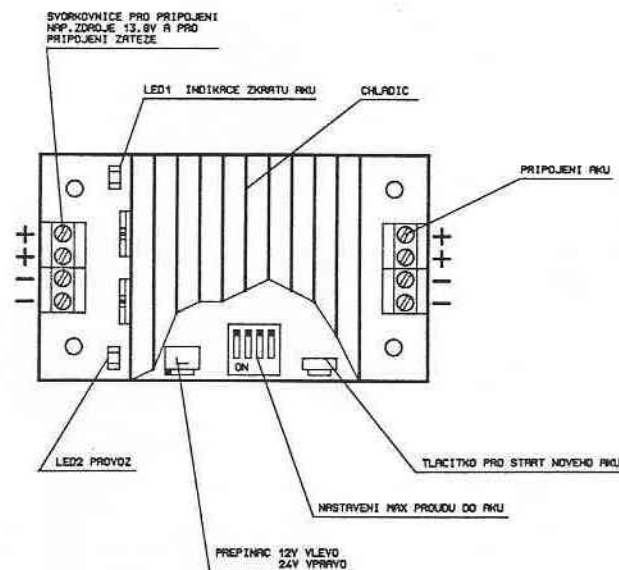 SVORKOVNICE PRO PRIPOJENI
NAP.ZDROJE 13.8V A PRO
PRIPOJENI ZATEZE
LED1 INDIKACE ZKRATU AKU
CHLADIC
PRIPOJENI AKU
+
+
-
-
+
+
-
-
ON
LED2 PROVOZ
TLACITKO PRO START NOVEHO AKU
NASTAVENI MAX PROUDU DO AKU
PREPINAC 12V VLEVO
24V VPRAVO